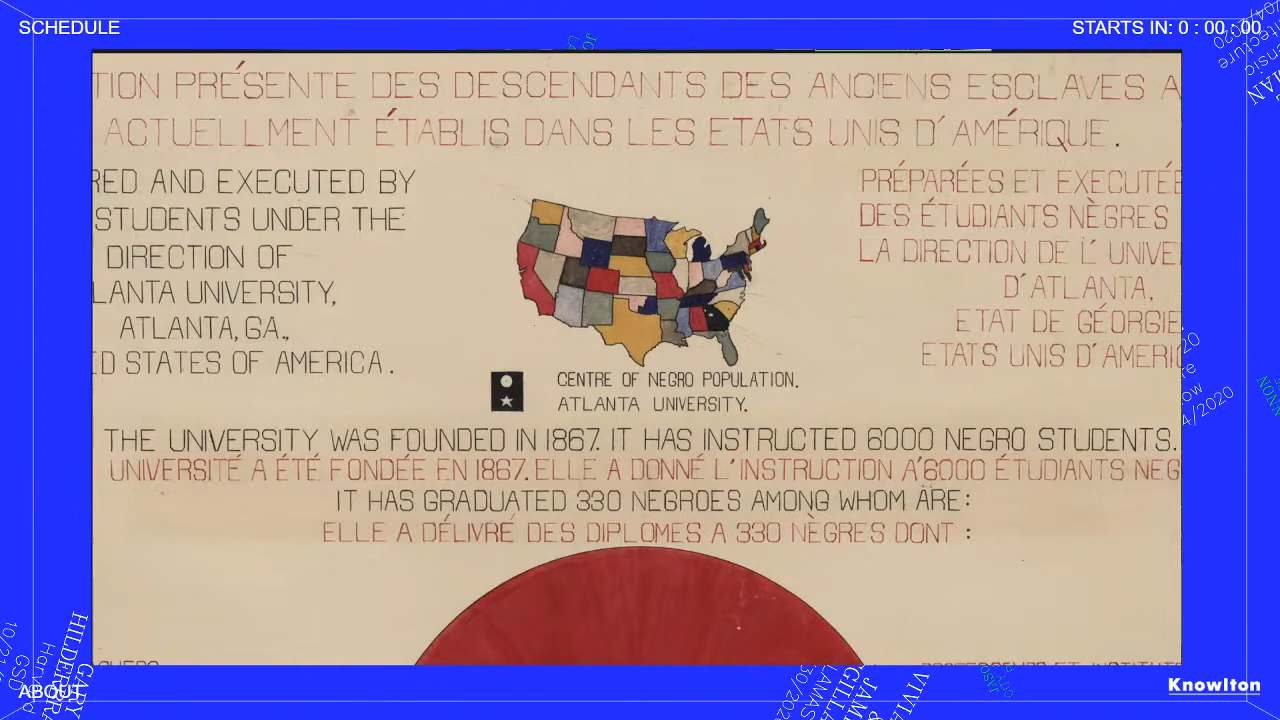 SCHEDULE
STARTS IN: 0 : 00 : 00
TION PRÉSENTE DES DESCENDANTS DES ANCIENS ESCLAVES A
ACTUELLMENT ÉTABLIS DANS LES ETATS UNIS D'AMÉRIQUE.
RED AND EXECUTED BY
STUDENTS UNDER THE
DIRECTION OF
LANTA UNIVERSITY,
ATLANTA, GA.,
ED STATES OF AMERICA.
PRÉPARÉES ET EXECUTÉE
DES ÉTUDIANTS NÈGRES
LA DIRECTION DE L'UNIVE
D'ATLANTA,
ETAT DE GÉORGIE
ETATS UNIS D'AMERIC
CENTRE OF NEGRO POPULATION.
ATLANTA UNIVERSITY.
THE UNIVERSITY WAS FOUNDED IN 1867. IT HAS INSTRUCTED 6000 NEGRO STUDENTS.
UNIVERSITÉ A ÉTÉ FONDÉE EN 1867. ELLE A DONNÉ L'INSTRUCTION A'6000 ÉTUDIANTS NEG
IT HAS GRADUATED 330 NEGROES AMONG WHOM ARE:
ELLE A DÉLIVRÉ DES DIPLOMES A 330 NÈGRES DONT :
ABOUT
Knowlton